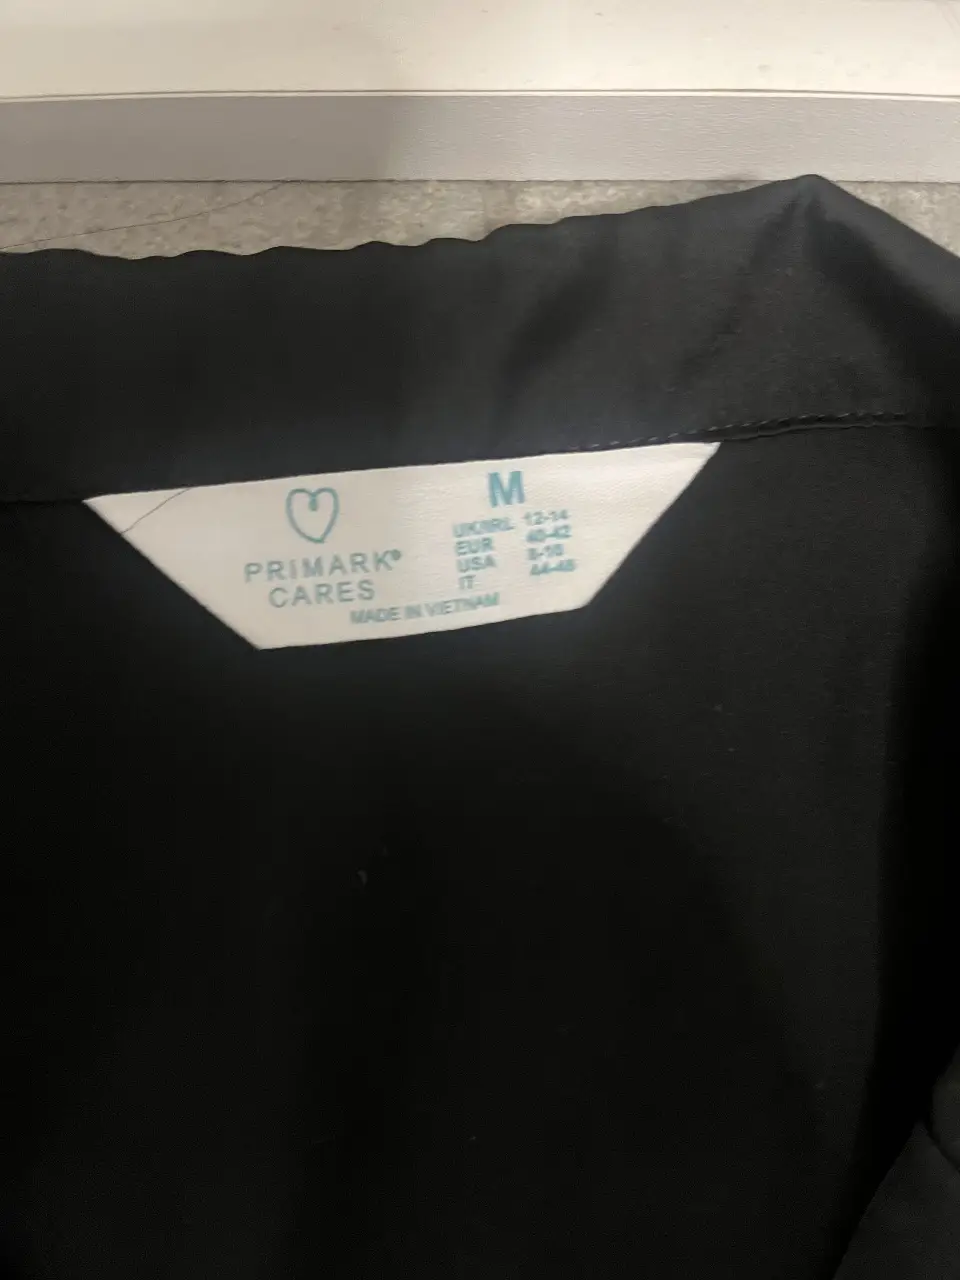 PRIMARK®
CARES
M
UK/IRL 12-14
EUR 40-42
USA 8-10
IT 44-46
MADE IN VIETNAM